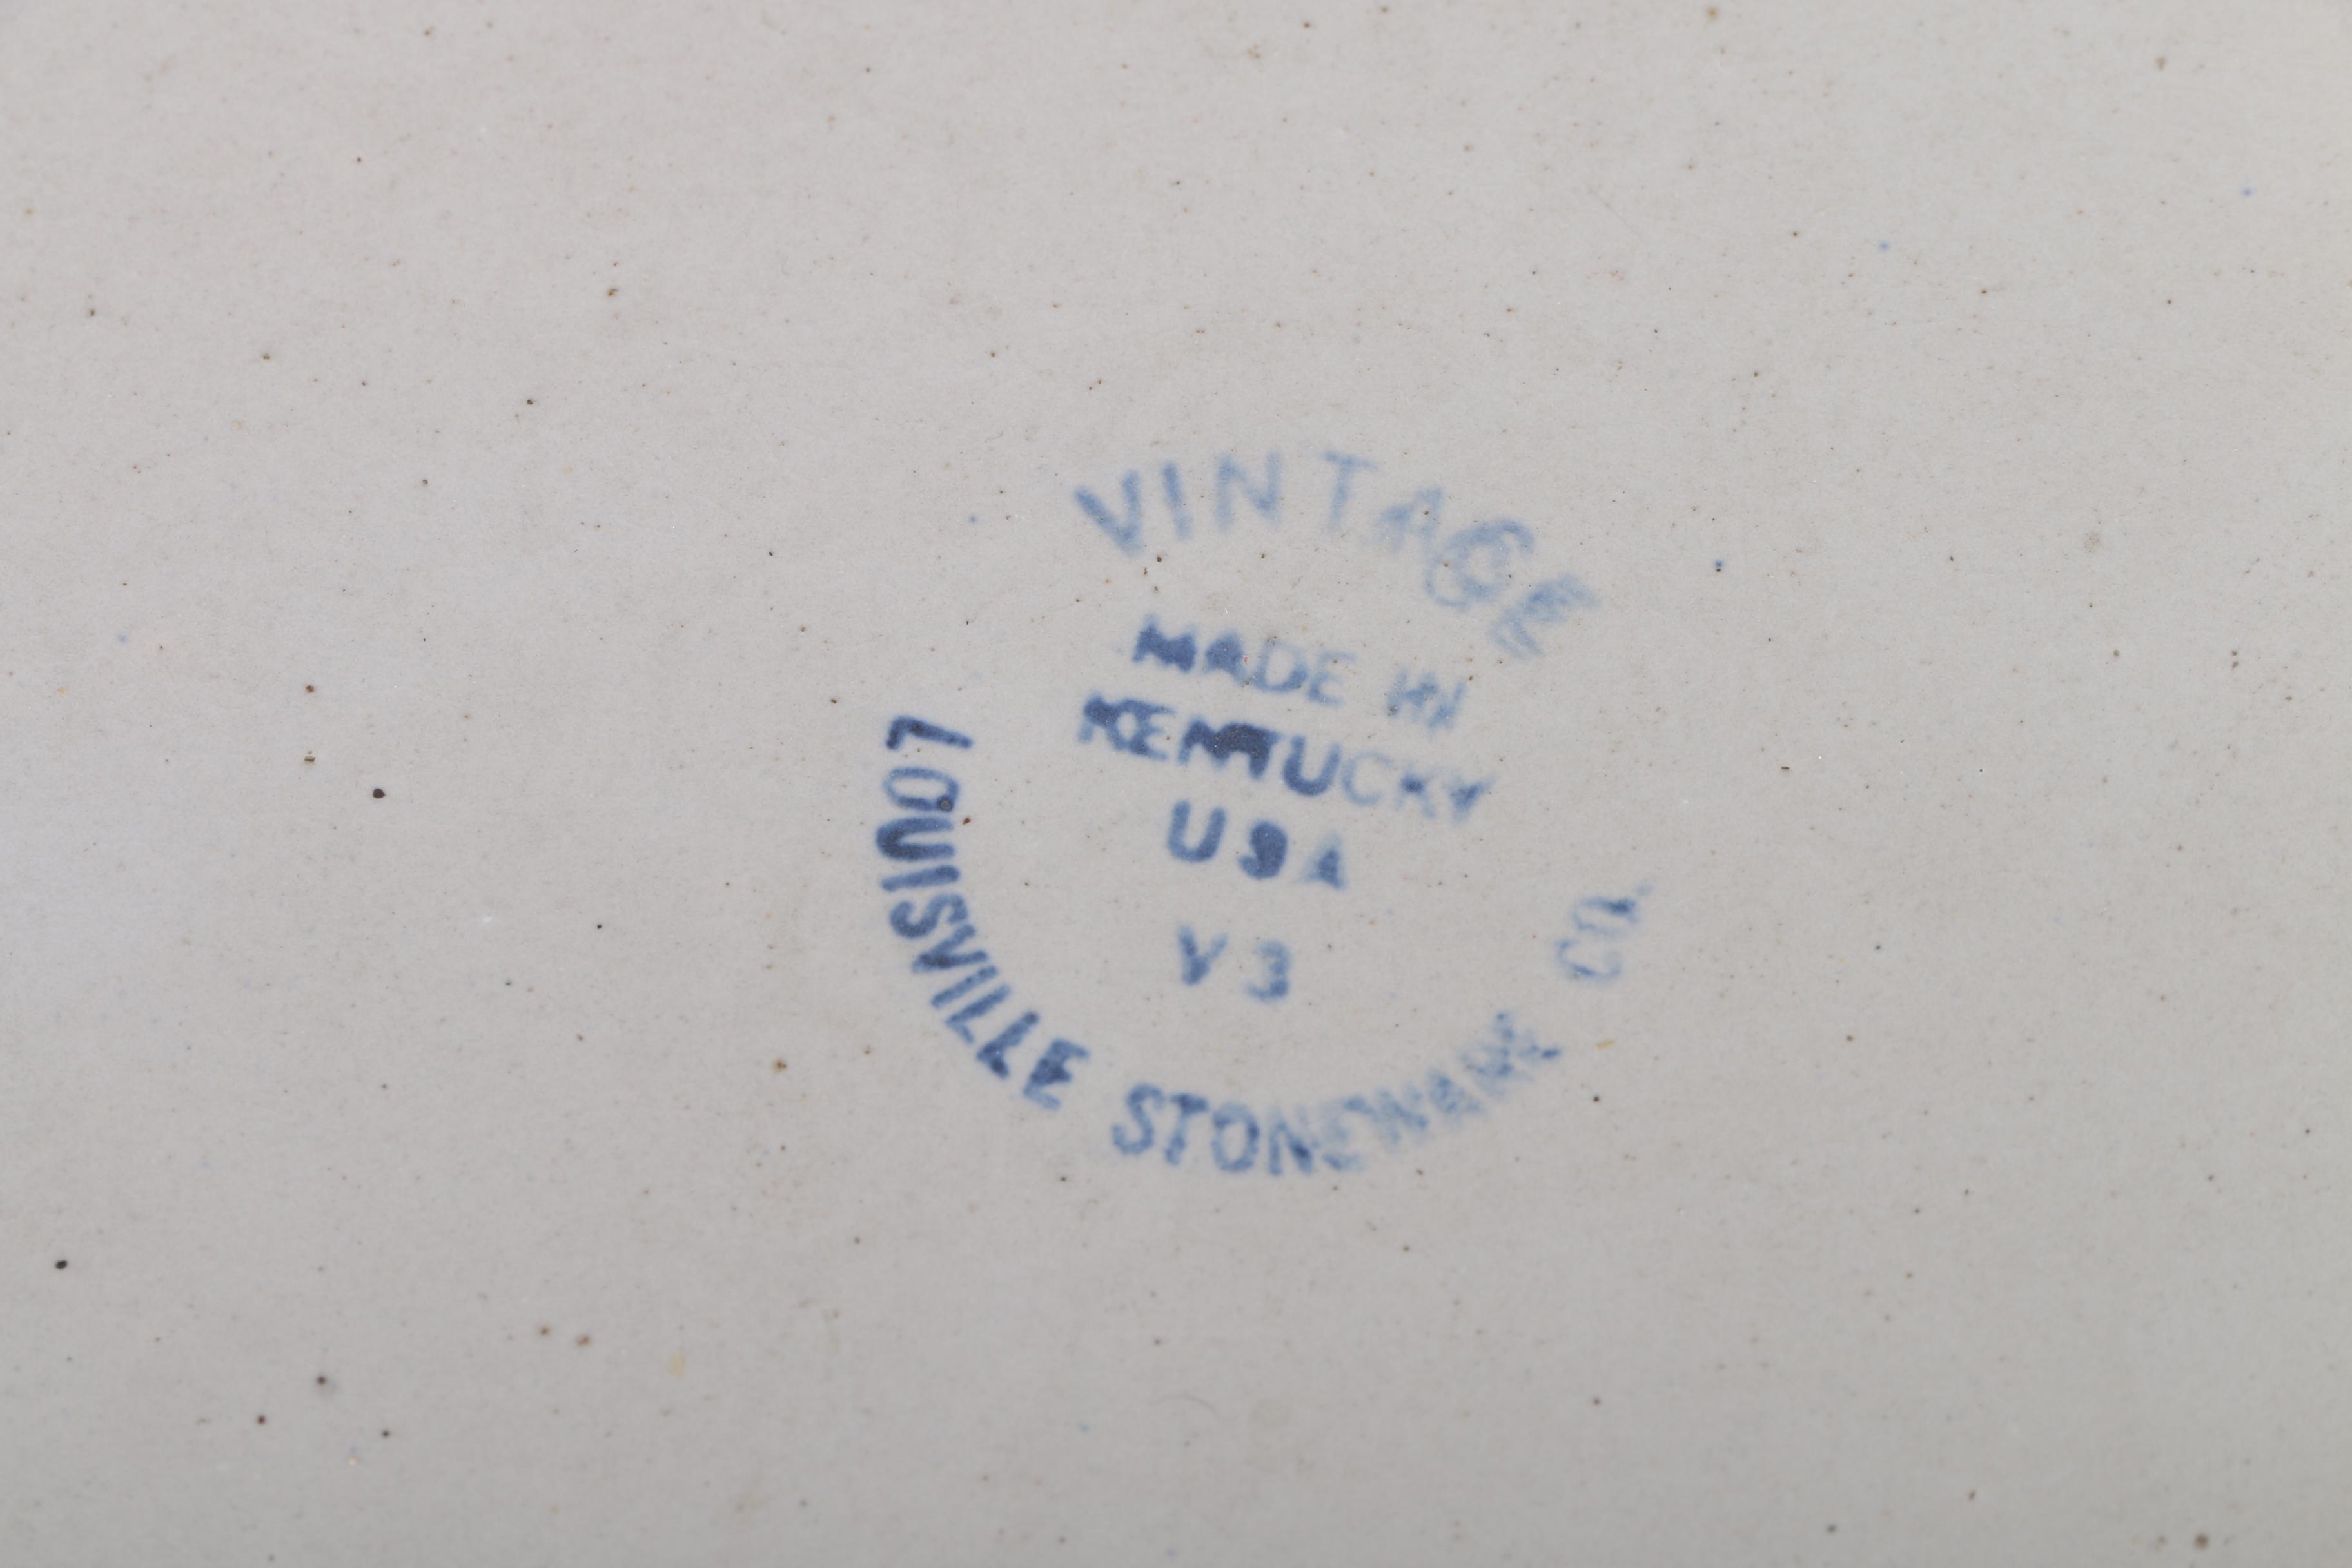 VINTAGE
MADE IN
KENTUCKY
USA
V3
LOUISVILLE STONEWARE CO.